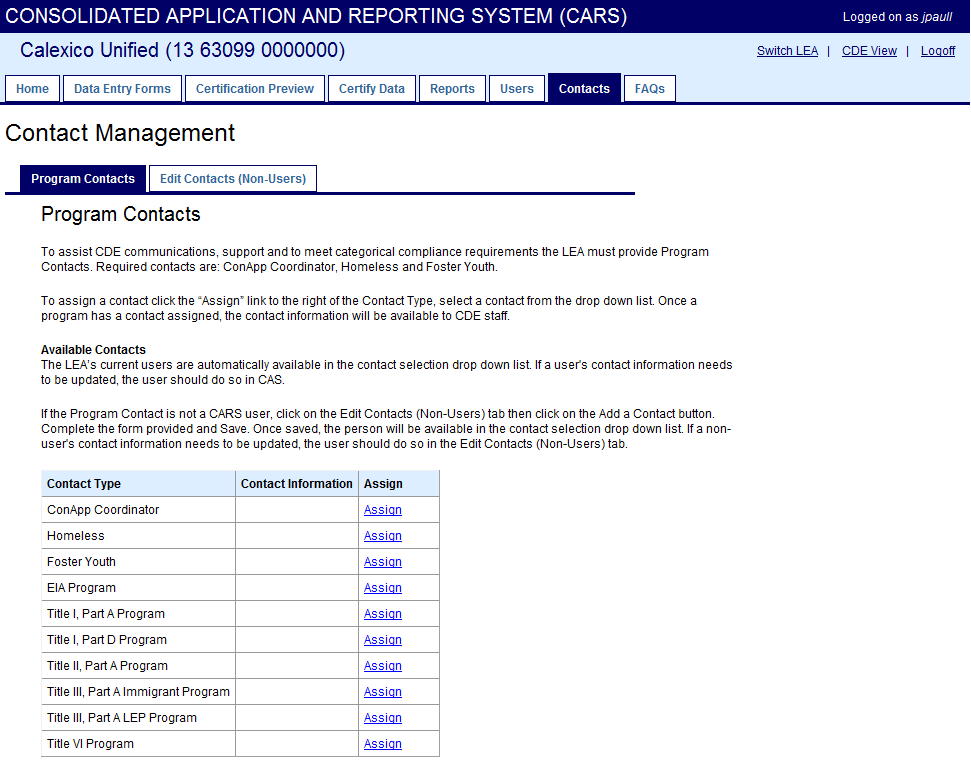 CONSOLIDATED APPLICATION AND REPORTING SYSTEM (CARS)
Logged on as jpaull
Calexico Unified (13 63099 0000000)
Switch LEA | CDE View | Logoff
Home Data Entry Forms Certification Preview Certify Data Reports Users Contacts FAQs
Contact Management
Program Contacts Edit Contacts (Non-Users)
Program Contacts
To assist CDE communications, support and to meet categorical compliance requirements the LEA must provide Program
Contacts. Required contacts are: ConApp Coordinator, Homeless and Foster Youth.
To assign a contact click the “Assign” link to the right of the Contact Type, select a contact from the drop down list. Once a
program has a contact assigned, the contact information will be available to CDE staff.
Available Contacts
The LEA's current users are automatically available in the contact selection drop down list. If a user's contact information needs
to be updated, the user should do so in CAS.
If the Program Contact is not a CARS user, click on the Edit Contacts (Non-Users) tab then click on the Add a Contact button.
Complete the form provided and Save. Once saved, the person will be available in the contact selection drop down list. If a non-
user's contact information needs to be updated, the user should do so in the Edit Contacts (Non-Users) tab.
Contact Type Contact Information Assign
ConApp Coordinator Assign
Homeless Assign
Foster Youth Assign
EIA Program Assign
Title I, Part A Program Assign
Title I, Part D Program Assign
Title II, Part A Program Assign
Title III, Part A Immigrant Program Assign
Title III, Part A LEP Program Assign
Title VI Program Assign